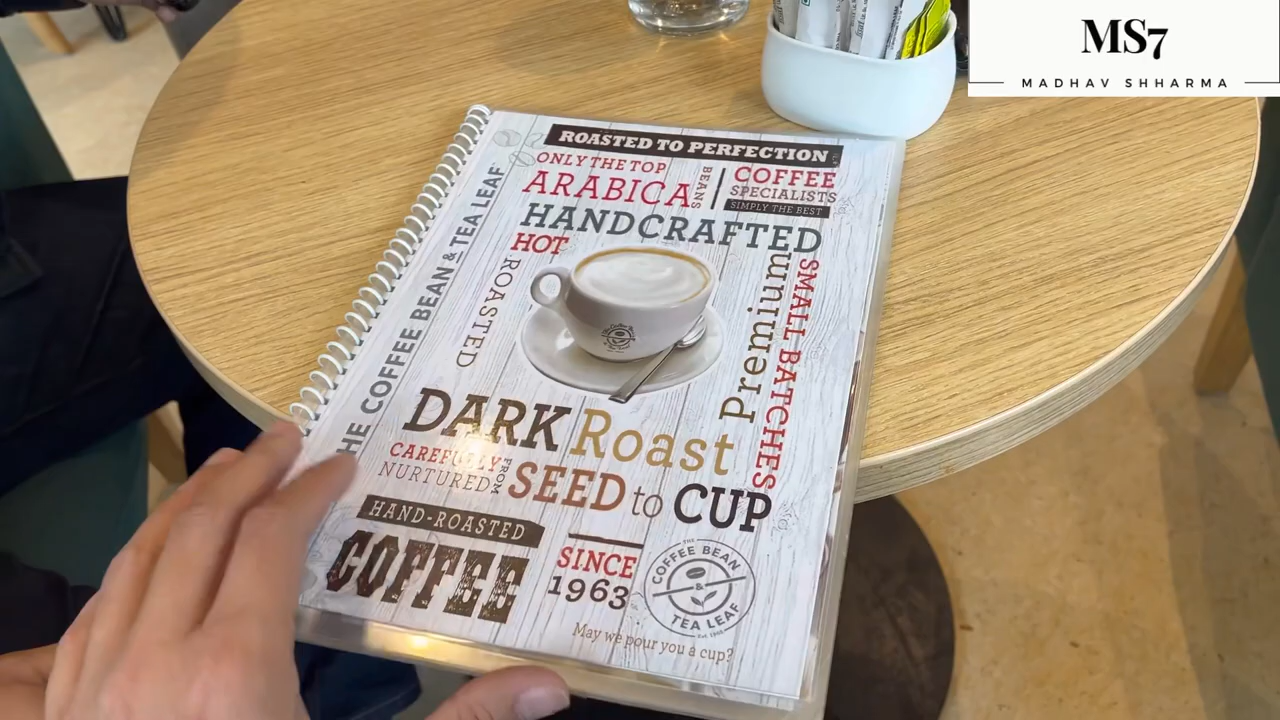 MS7
MADHAV SHHARMA
ROASTED TO PERFECTION
ONLY THE TOP
ARABICA
BEANS
COFFEE
SPECIALISTS
SIMPLY THE BEST
HANDCRAFTED
HOT
ROASTED
Premium
SMALL BATCHES
THE COFFEE BEAN & TEA LEAF
DARK Roast
CAREFULLY
NURTURED
FROM
SEED to CUP
HAND-ROASTED
COFFEE
SINCE
1963
THE
COFFEE BEAN
&
TEA LEAF
Est. 1963
May we pour you a cup?